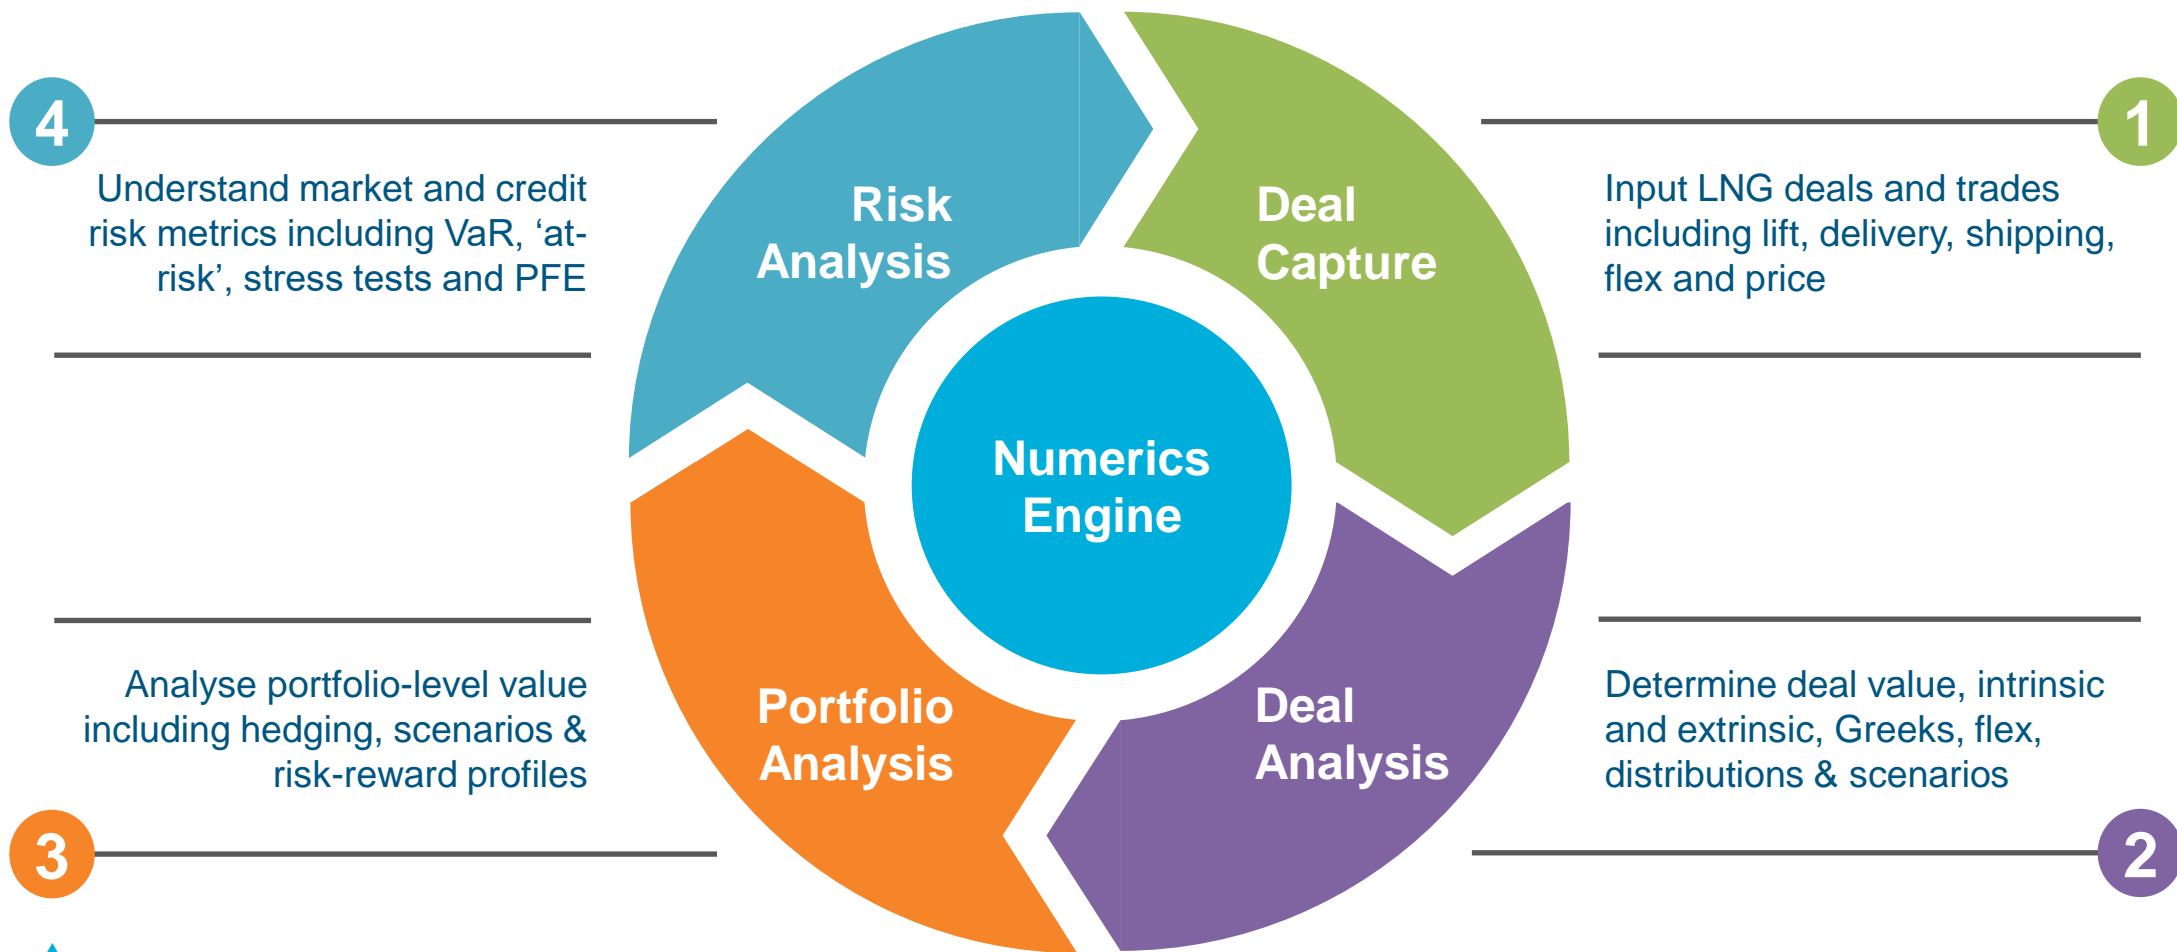 1
Input LNG deals and trades
including lift, delivery, shipping,
flex and price
Deal
Capture
2
Determine deal value, intrinsic
and extrinsic, Greeks, flex,
distributions & scenarios
Deal
Analysis
3
Analyse portfolio-level value
including hedging, scenarios &
risk-reward profiles
Portfolio
Analysis
4
Understand market and credit
risk metrics including VaR, ‘at-
risk’, stress tests and PFE
Risk
Analysis
Numerics
Engine